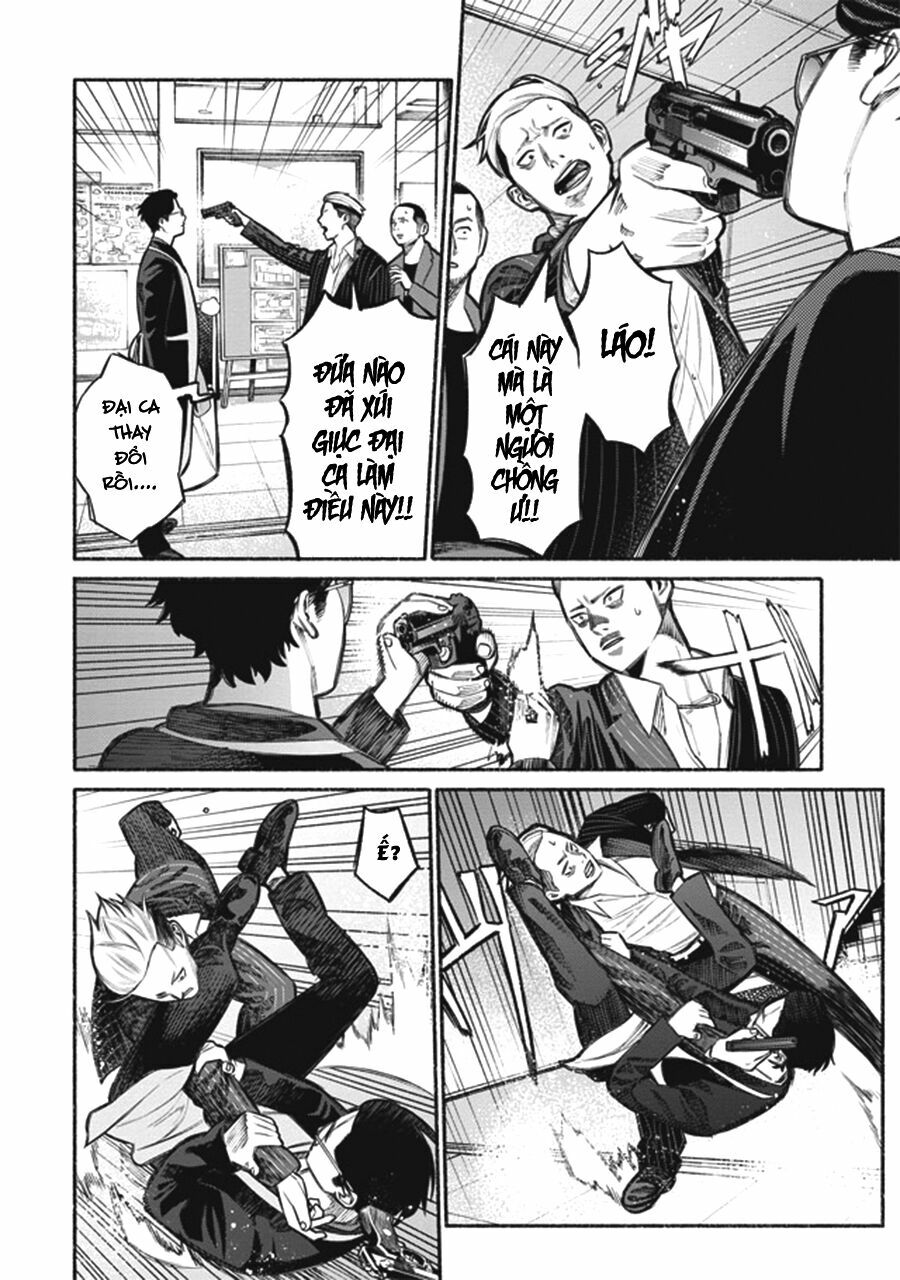 LÁO!
CÁI NÀY
MÀ LÀ
MỘT
NGƯỜI
CHỒNG
Ư!!
ĐỨA NÀO
ĐÃ XÚI
GIỤC ĐẠI
CA LÀM
ĐIỀU NÀY!!
ĐẠI CA
THAY
ĐỔI
RỒI....
Ế?